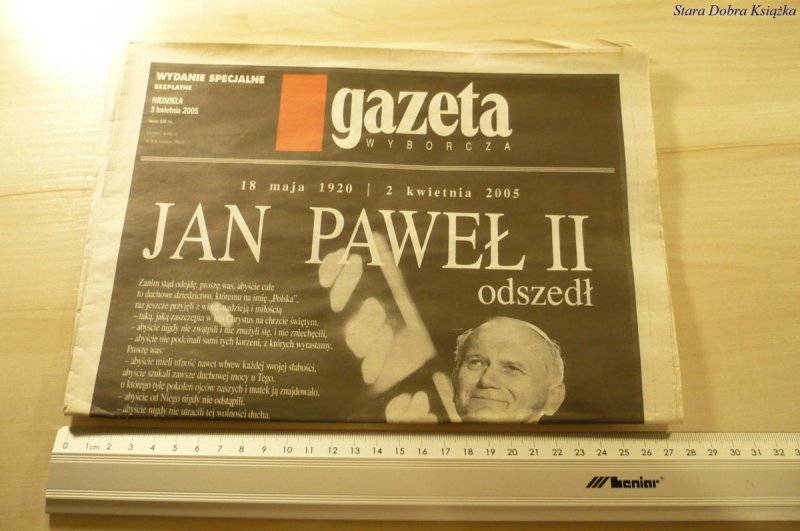 Stara Dobra Książka
WYDANIE SPECJALNE
BEZPŁATNE
NIEDZIELA
3 kwietnia 2005
gazeta
WYBORCZA
18 maja 1920 | 2 kwietnia 2005
JAN PAWEŁ II
odszedł
Zanim stąd odejdę, proszę was, abyście całe
to duchowe dziedzictwo, któremu na imię „Polska”,
raz jeszcze przyjęli z wiarą, nadzieją i miłością
– taką, jaką zaszczepia w nas Chrystus na chrzcie świętym,
– abyście nigdy nie zwątpili i nie znużyli się, i nie zniechęcili,
– abyście nie podcinali sami tych korzeni, z których wyrastamy.
Proszę was:
– abyście mieli ufność nawet wbrew każdej swojej słabości,
abyście szukali zawsze duchowej mocy u Tego,
u którego tyle pokoleń ojców naszych i matek ją znajdowało,
– abyście od Niego nigdy nie odstąpili,
– abyście nigdy nie utracili tej wolności ducha,
0 1cm 2 3 4 5 6 7 8 9 10 11 12 13 14 15 16 17 18 19 20 21 22 23 24 25 26 27 28 29 30 31 32
Leniar